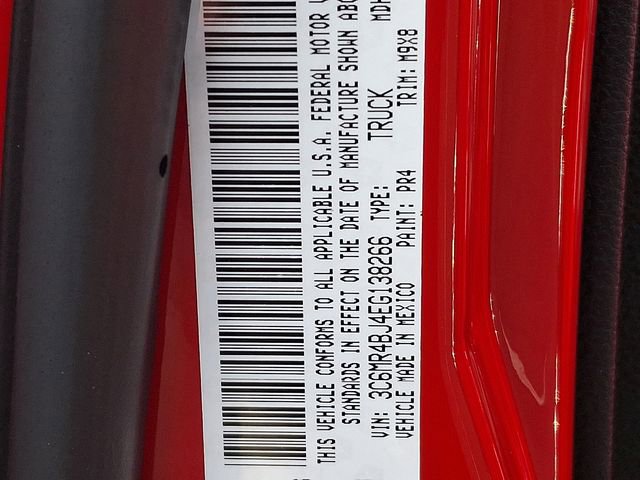 THIS VEHICLE CONFORMS TO ALL APPLICABLE U.S.A. FEDERAL MOTOR
STANDARDS IN EFFECT ON THE DATE OF MANUFACTURE SHOWN
VIN: 3C6MR4BJ4EG138266 TYPE: TRUCK
VEHICLE MADE IN MEXICO PAINT: PR4 TRIM: M9X8